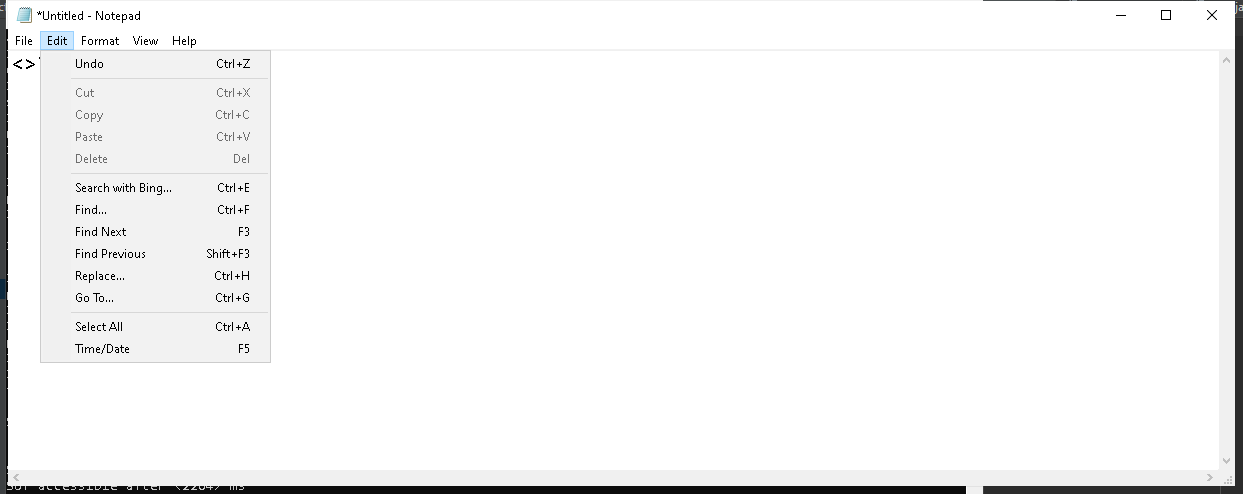 *Untitled - Notepad
File Edit Format View Help
<>
Undo Ctrl+Z
Cut Ctrl+X
Copy Ctrl+C
Paste Ctrl+V
Delete Del
Search with Bing... Ctrl+E
Find... Ctrl+F
Find Next F3
Find Previous Shift+F3
Replace... Ctrl+H
Go To... Ctrl+G
Select All Ctrl+A
Time/Date F5
accessible after ms